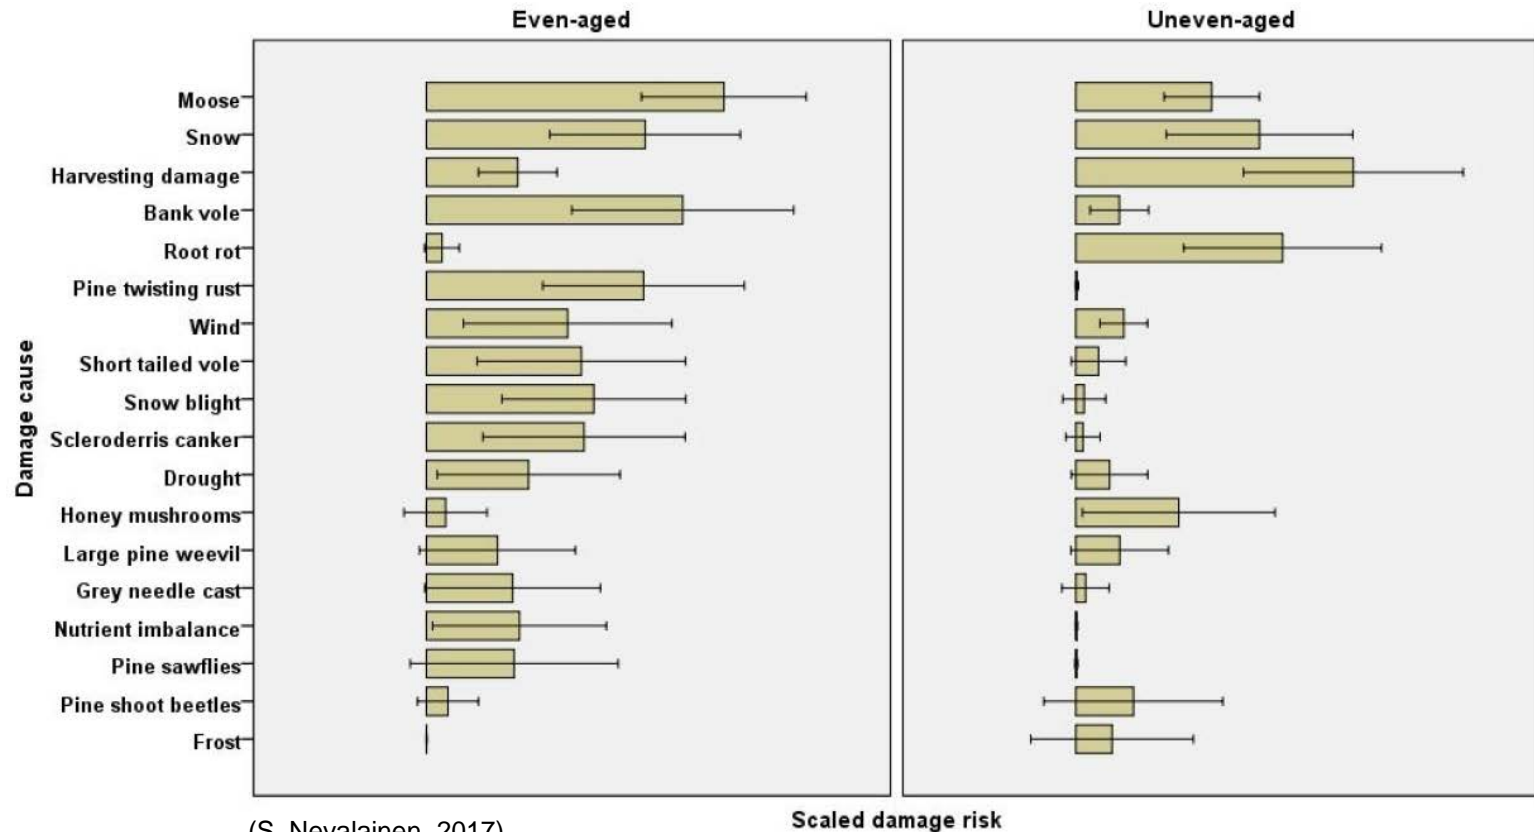 Even-aged
Uneven-aged
Damage cause
Moose
Snow
Harvesting damage
Bank vole
Root rot
Pine twisting rust
Wind
Short tailed vole
Snow blight
Scleroderris canker
Drought
Honey mushrooms
Large pine weevil
Grey needle cast
Nutrient imbalance
Pine sawflies
Pine shoot beetles
Frost
Scaled damage risk
(S. Nevalainen, 2017)